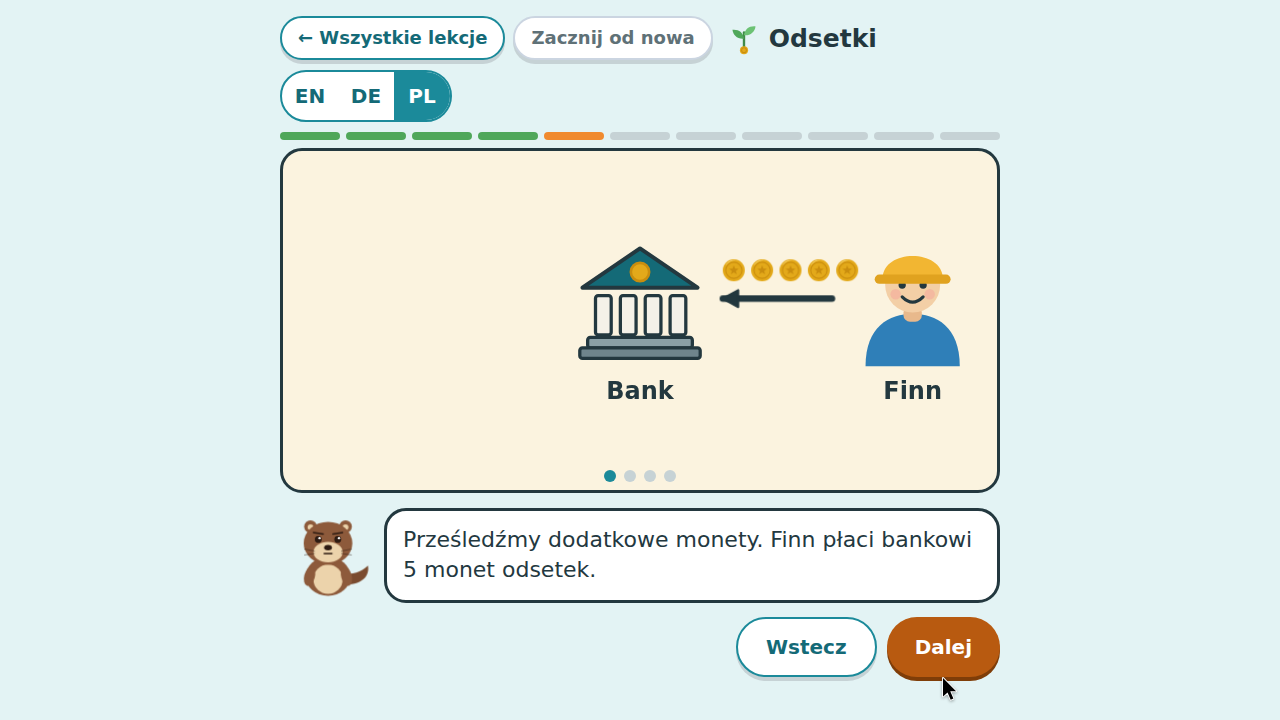 ← Wszystkie lekcje
Zacznij od nowa
Odsetki
EN DE PL
Bank
Finn
Prześledźmy dodatkowe monety. Finn płaci bankowi
5 monet odsetek.
Wstecz
Dalej